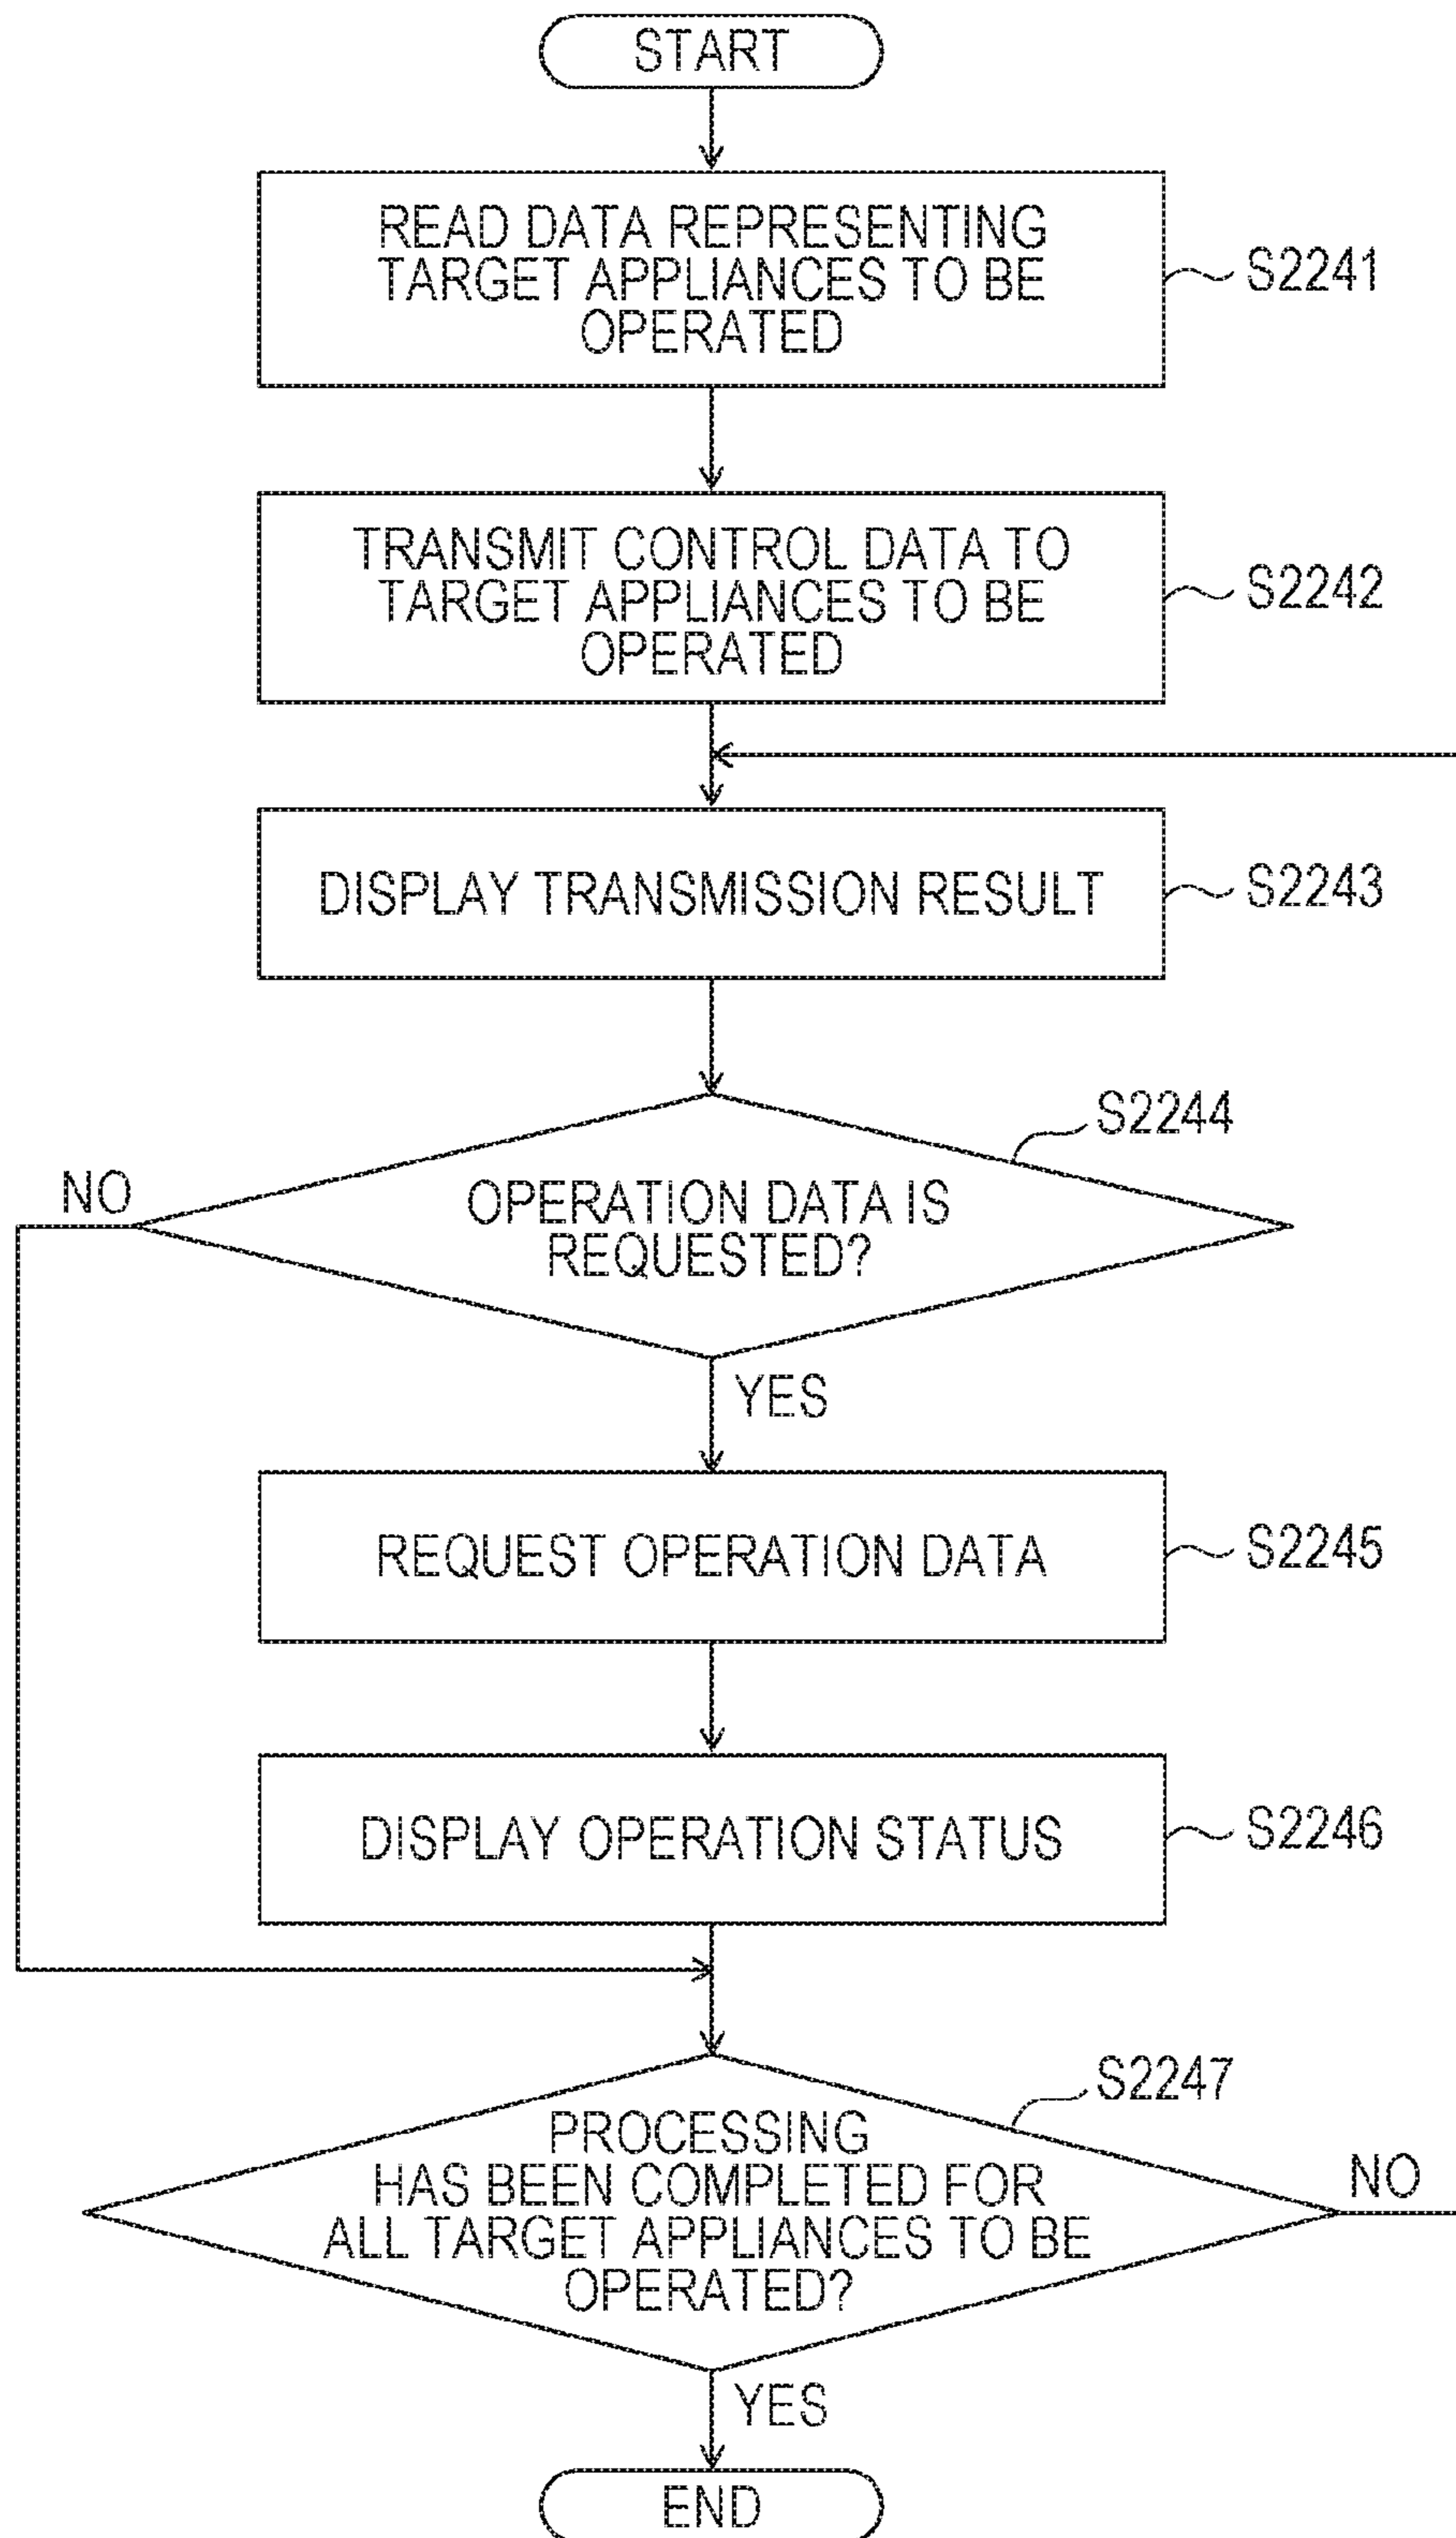 START
READ DATA REPRESENTING
TARGET APPLIANCES TO BE
OPERATED
S2241
TRANSMIT CONTROL DATA TO
TARGET APPLIANCES TO BE
OPERATED
S2242
DISPLAY TRANSMISSION RESULT
S2243
S2244
NO
OPERATION DATA IS
REQUESTED?
YES
REQUEST OPERATION DATA
S2245
DISPLAY OPERATION STATUS
S2246
S2247
PROCESSING
HAS BEEN COMPLETED FOR
ALL TARGET APPLIANCES TO BE
OPERATED?
NO
YES
END